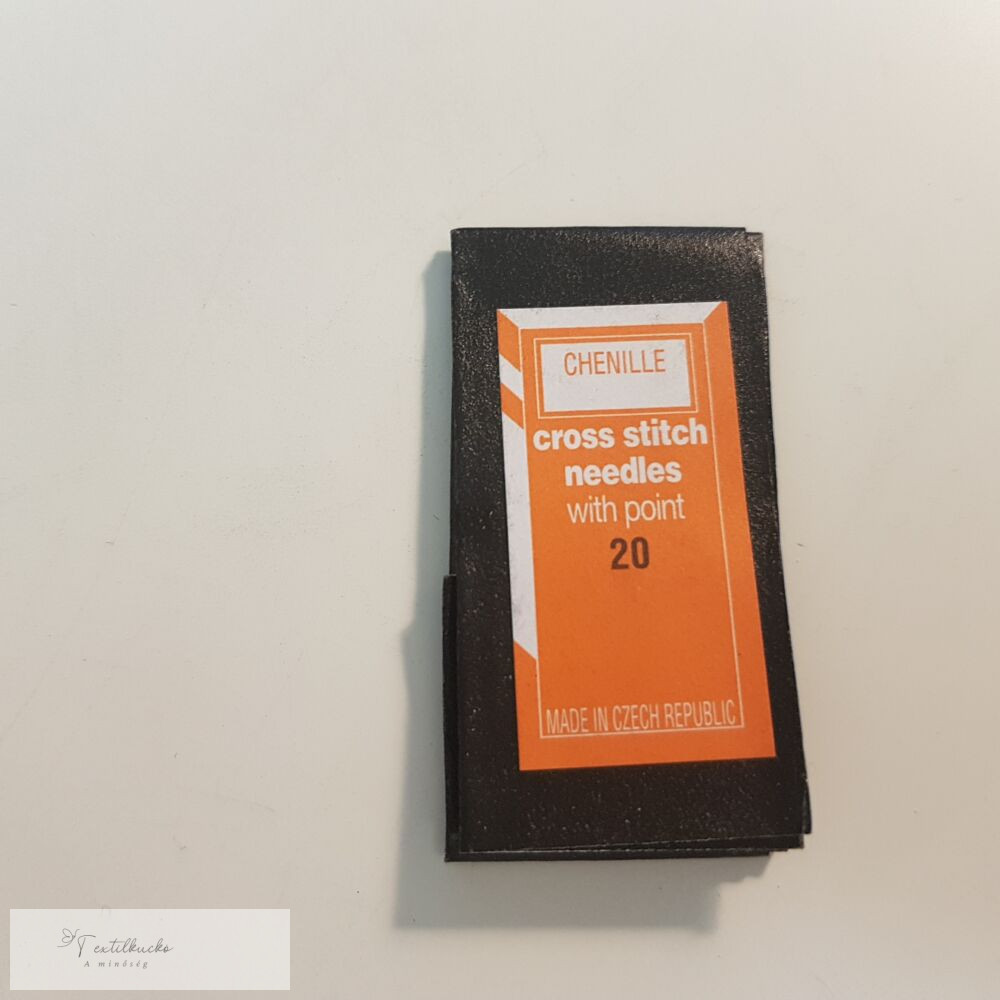 CHENILLE
cross stitch
needles
with point
20
MADE IN CZECH REPUBLIC
Textilkucko
A minőség